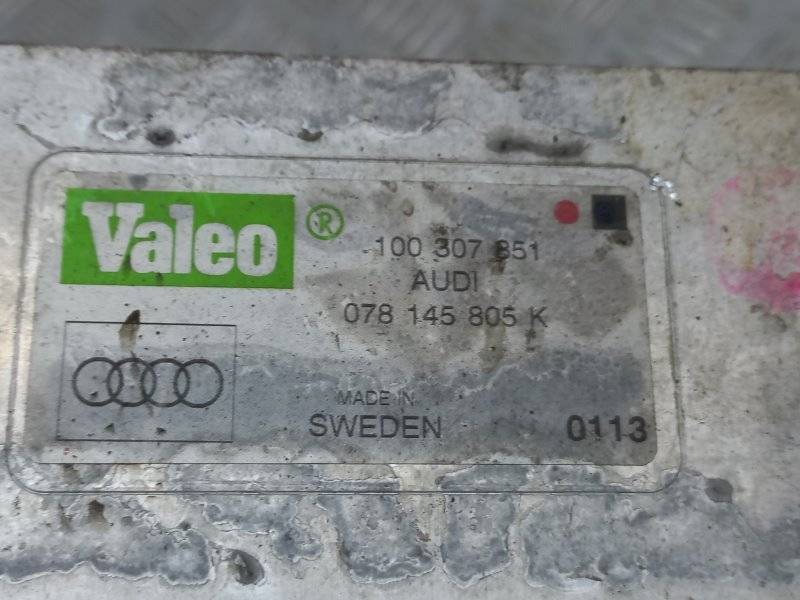 Valeo ®
100 307 851
AUDI
078 145 805 K
MADE IN
SWEDEN
0113